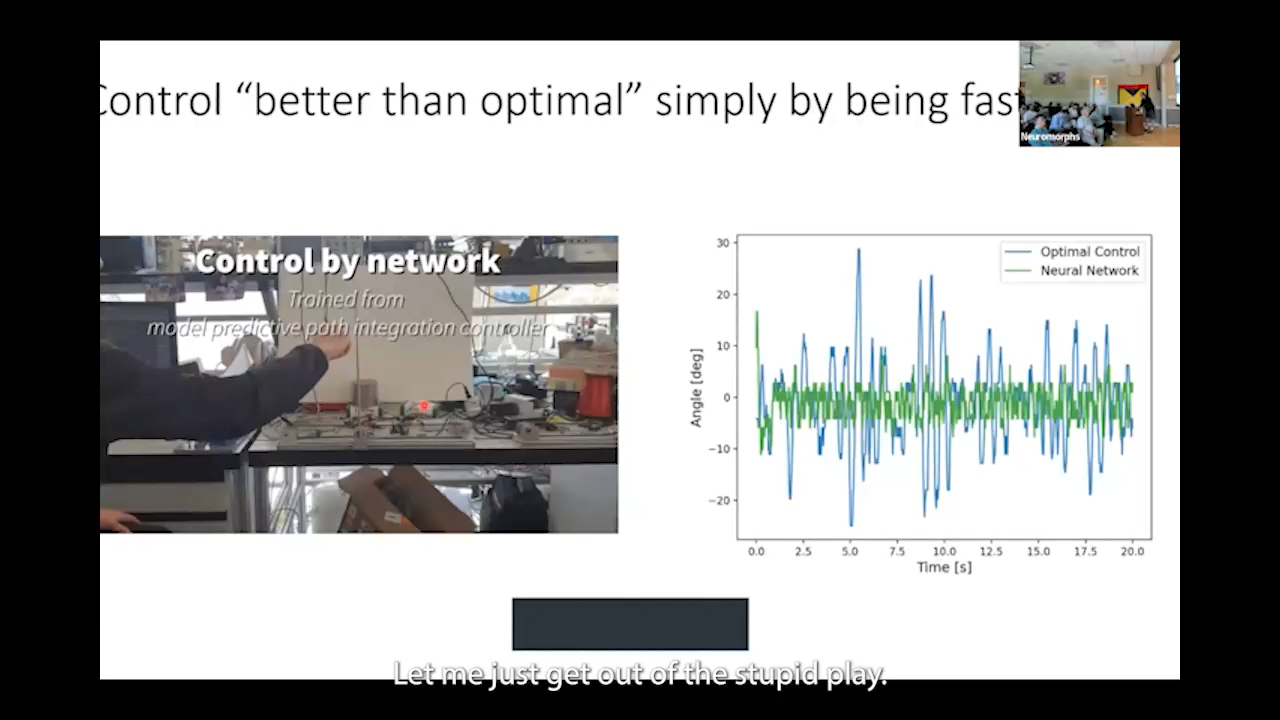 Control “better than optimal” simply by being fast
Neuromorphs
Control by network
Trained from
model predictive path integration controller
Optimal Control
Neural Network
30
20
10
0
−10
−20
Angle [deg]
0.0 2.5 5.0 7.5 10.0 12.5 15.0 17.5 20.0
Time [s]
Let me just get out of the stupid play.